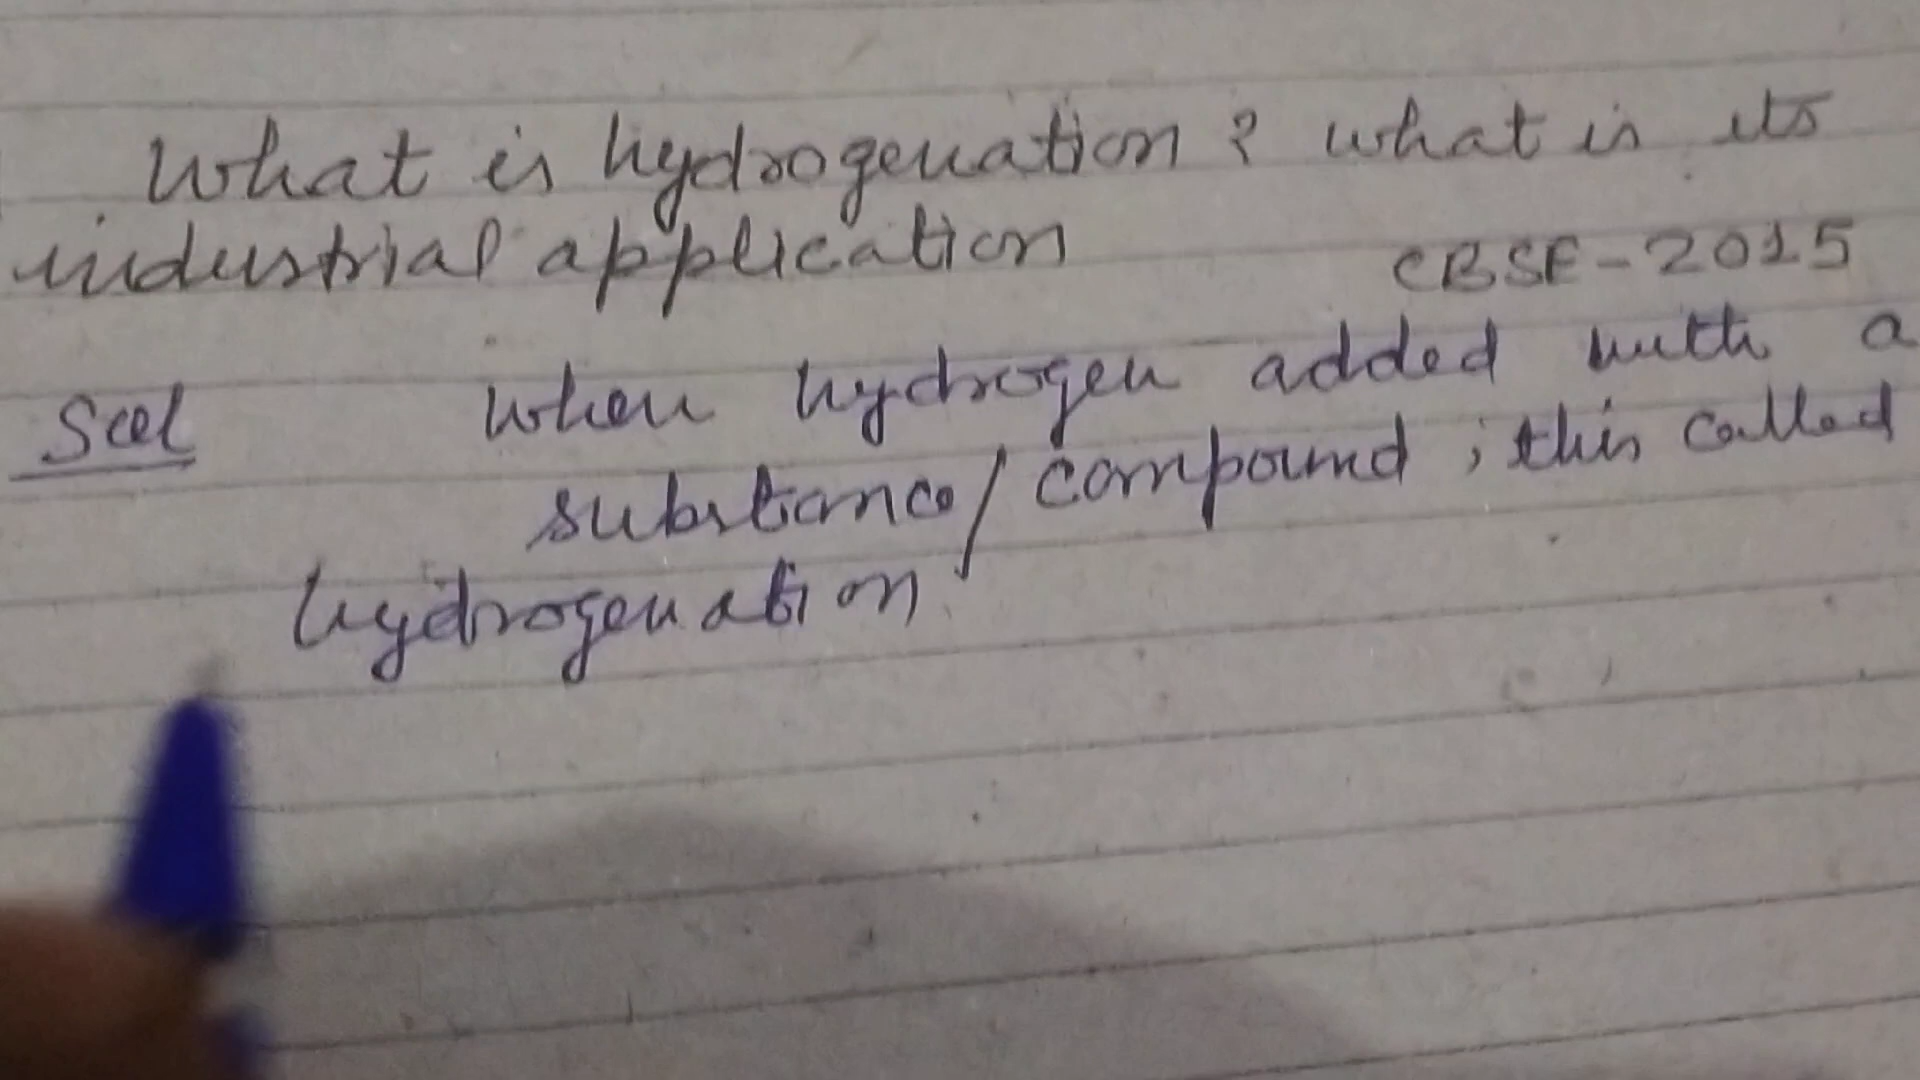 What is hydrogenation? what is its
industrial application CBSE-2015
Sol when hydrogen added with a
substance/compound; this called
hydrogenation